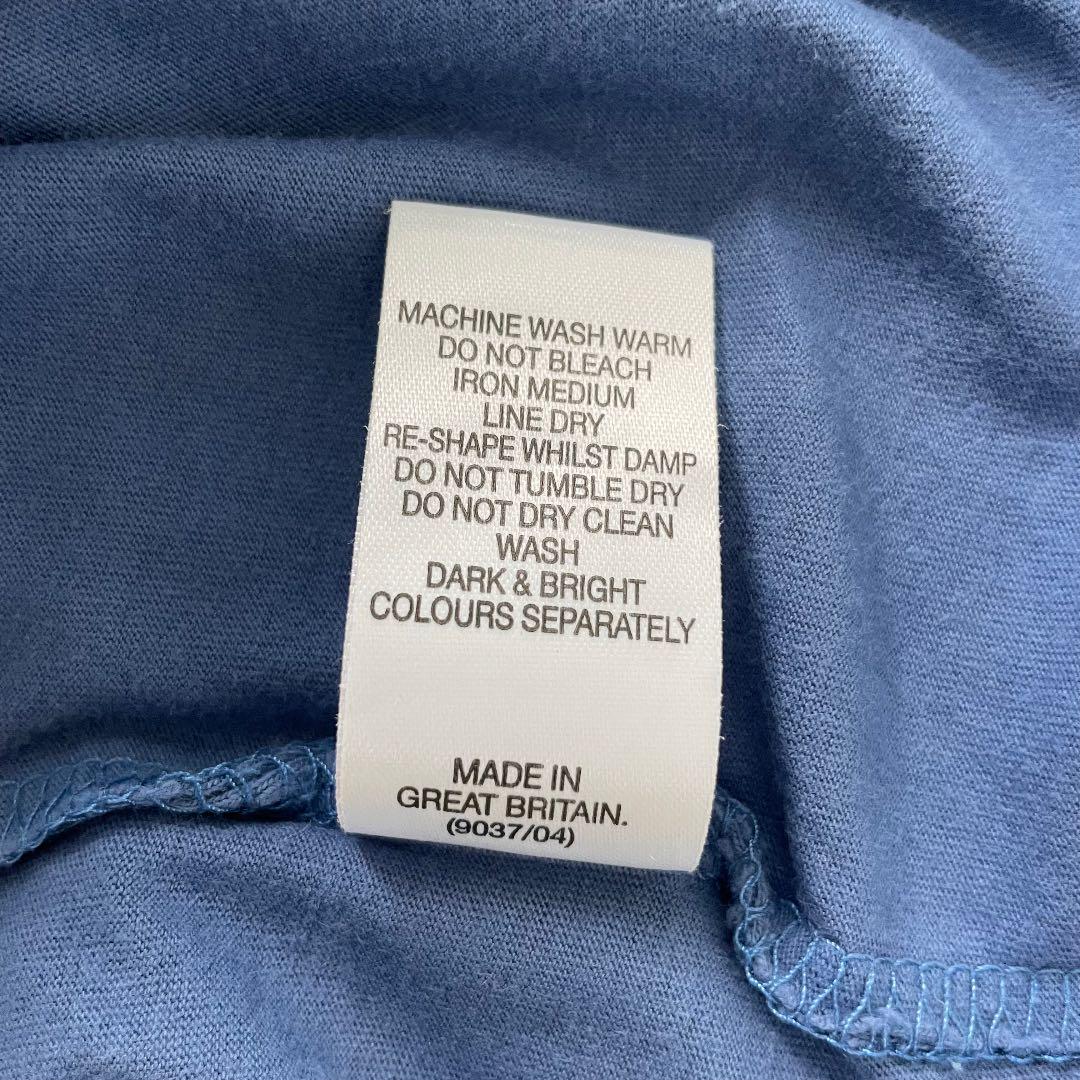 MACHINE WASH WARM
DO NOT BLEACH
IRON MEDIUM
LINE DRY
RE-SHAPE WHILST DAMP
DO NOT TUMBLE DRY
DO NOT DRY CLEAN
WASH
DARK & BRIGHT
COLOURS SEPARATELY
MADE IN
GREAT BRITAIN.
(9037/04)